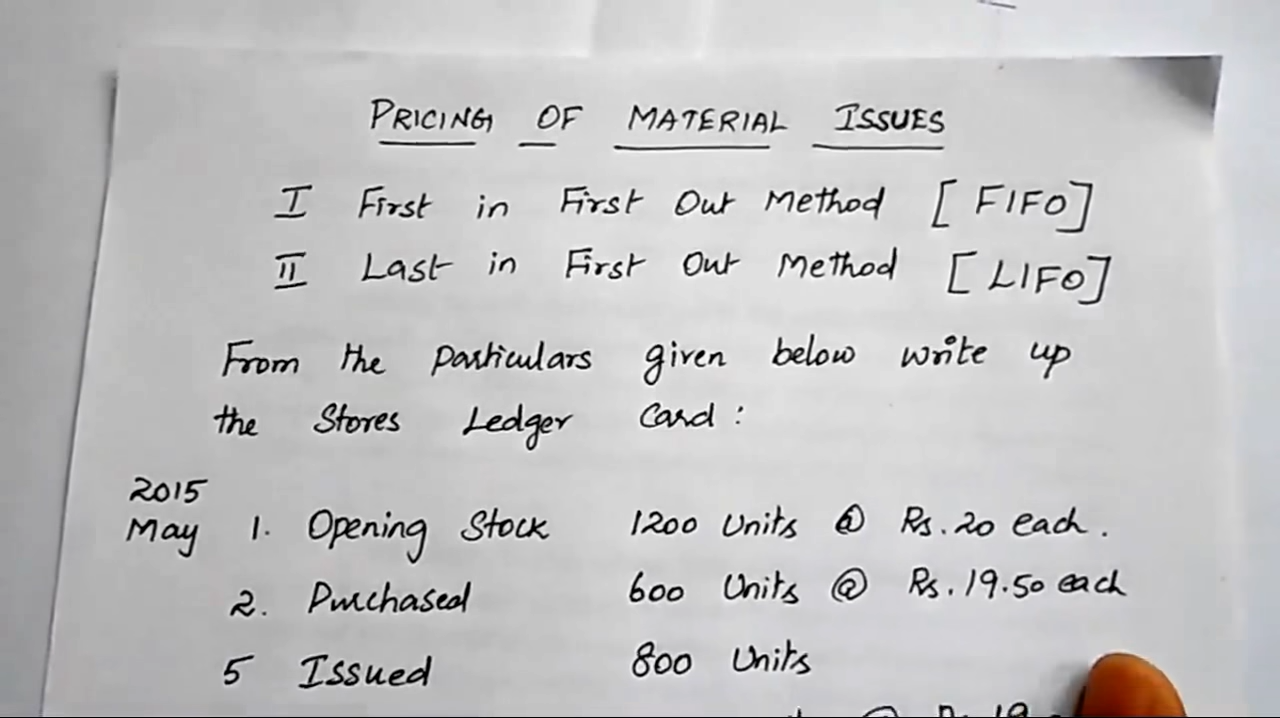 PRICING OF MATERIAL ISSUES
I First in First Out Method [FIFO]
II Last in First Out Method [LIFO]
From the particulars given below write up
the Stores Ledger Card :
2015
May 1. Opening Stock 1200 Units @ Rs. 20 each.
2. Purchased 600 Units @ Rs. 19.50 each
5 Issued 800 Units